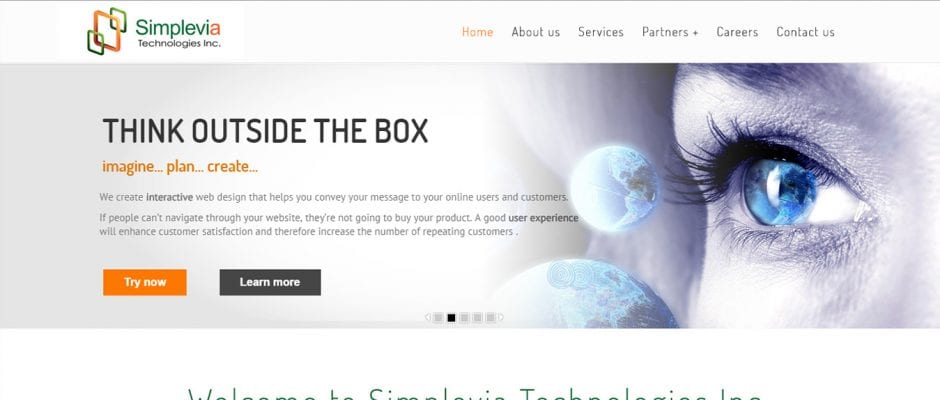 Simplevia
Technologies Inc.
Home About us Services Partners + Careers Contact us
THINK OUTSIDE THE BOX
imagine... plan... create...
We create interactive web design that helps you convey your message to your online users and customers.
If people can't navigate through your website, they're not going to buy your product. A good user experience
will enhance customer satisfaction and therefore increase the number of repeating customers .
Try now Learn more
Welcome to Simplevia Technologies Inc